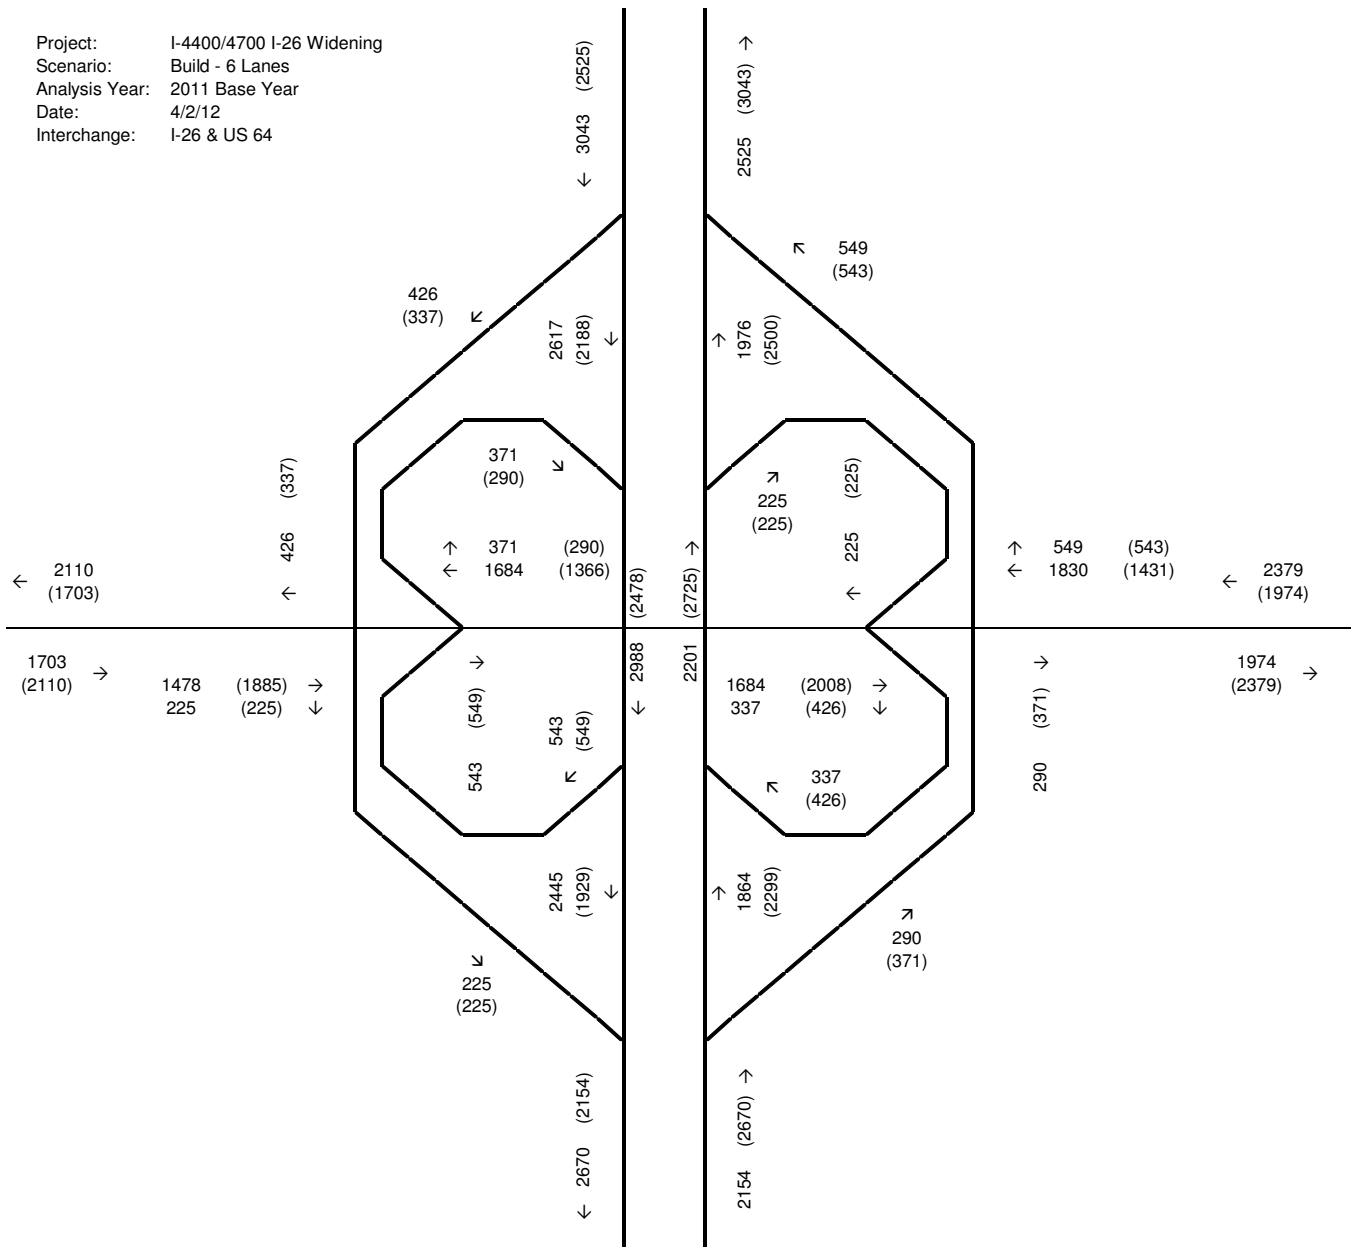 Project: I-4400/4700 I-26 Widening
Scenario: Build - 6 Lanes
Analysis Year: 2011 Base Year
Date: 4/2/12
Interchange: I-26 & US 64
← 3043 (2525)
2525 (3043) →
↖ 549
(543)
426
(337) ↙
2617
(2188) ↓
↑ 1976
(2500)
371
(290) ↘
↗
225
(225)
426 (337)
←
225 (225)
←
↑ 371 (290)
← 1684 (1366)
↑ 549 (543)
← 1830 (1431)
← 2110
(1703)
← 2379
(1974)
2988 (2478)
↓
2201 (2725)
↑
1703
(2110) →
1478 (1885) →
225 (225) ↓
→
543 (549)
543
(549)
↙
1684 (2008) →
337 (426) ↓
→
290 (371)
1974
(2379) →
↖ 337
(426)
2445
(1929) ↓
↑ 1864
(2299)
↗
290
(371)
↘
225
(225)
← 2670 (2154)
2154 (2670) →